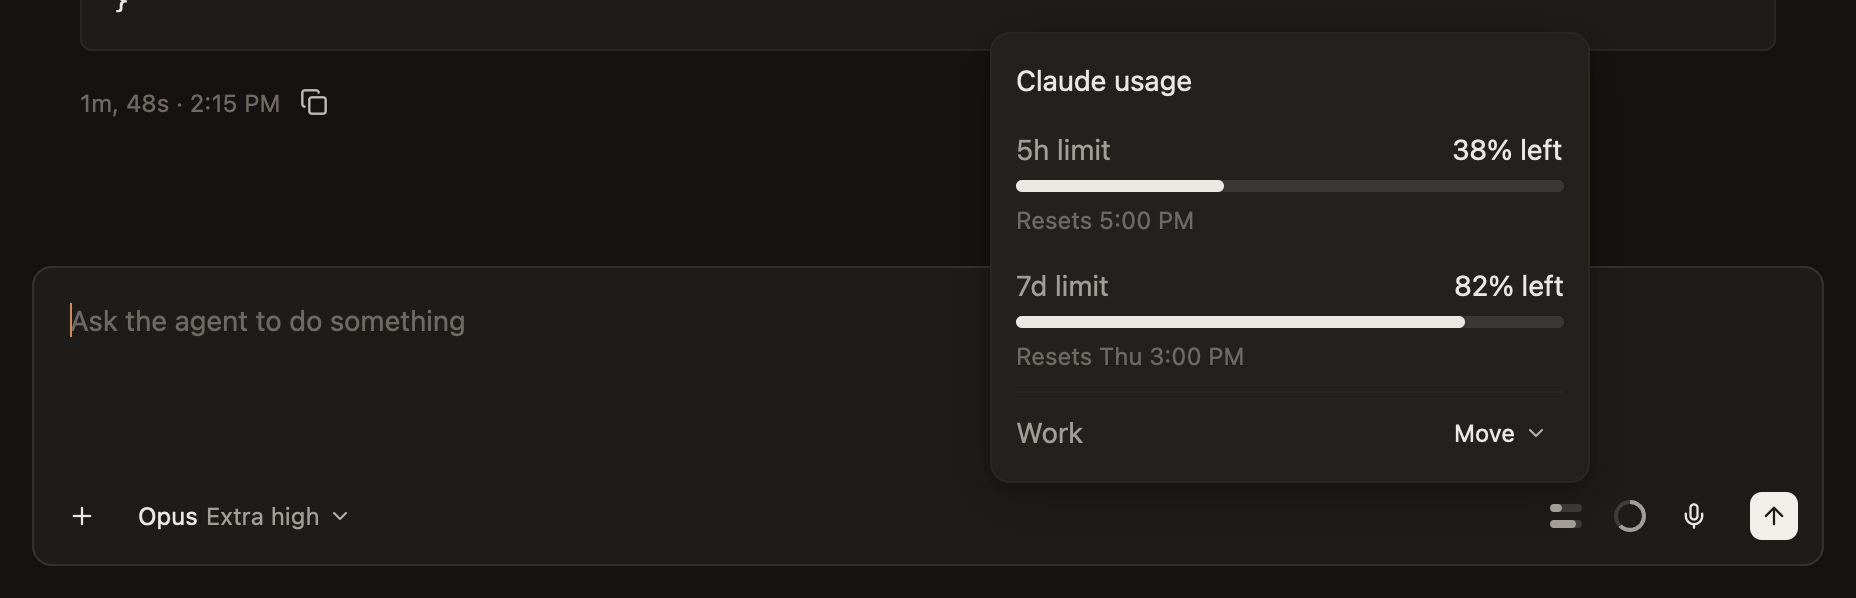 }
1m, 48s · 2:15 PM
Claude usage
5h limit 38% left
Resets 5:00 PM
7d limit 82% left
Resets Thu 3:00 PM
Work Move
Ask the agent to do something
Opus Extra high